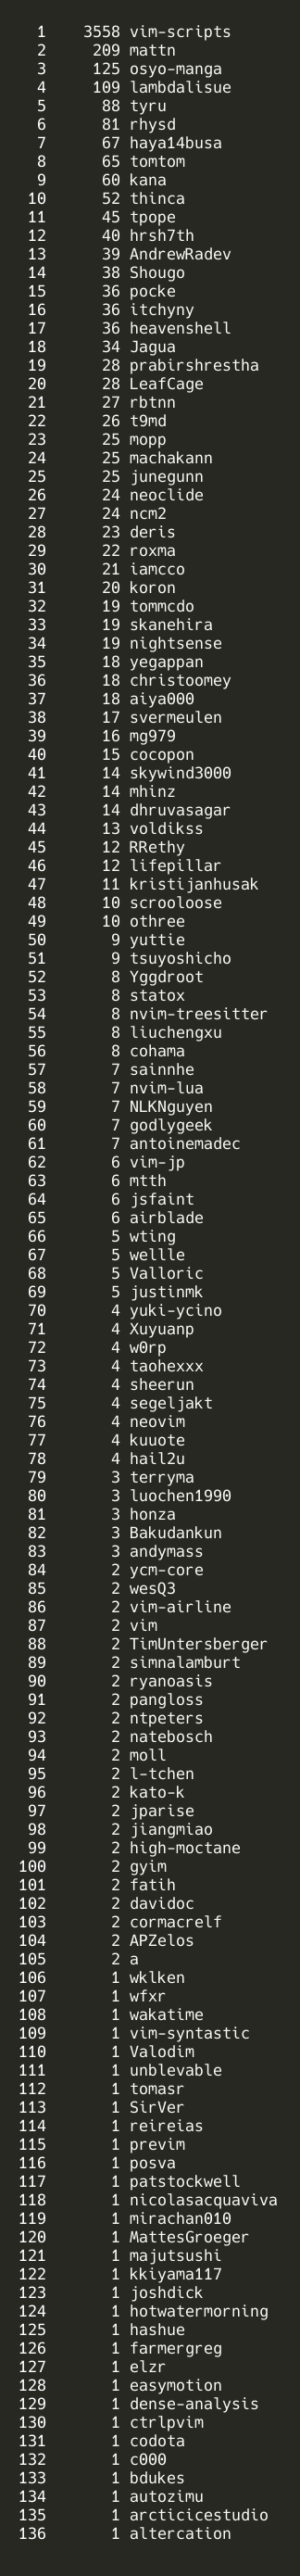 1 3558 vim-scripts
2 209 mattn
3 125 osyo-manga
4 109 lambdalisue
5 88 tyru
6 81 rhysd
7 67 haya14busa
8 65 tomtom
9 60 kana
10 52 thinca
11 45 tpope
12 40 hrsh7th
13 39 AndrewRadev
14 38 Shougo
15 36 pocke
16 36 itchyny
17 36 heavenshell
18 34 Jagua
19 28 prabirshrestha
20 28 LeafCage
21 27 rbtnn
22 26 t9md
23 25 mopp
24 25 machakann
25 25 junegunn
26 24 neoclide
27 24 ncm2
28 23 deris
29 22 roxma
30 21 iamcco
31 20 koron
32 19 tommcdo
33 19 skanehira
34 19 nightsense
35 18 yegappan
36 18 christoomey
37 18 aiya000
38 17 svermeulen
39 16 mg979
40 15 cocopon
41 14 skywind3000
42 14 mhinz
43 14 dhruvasagar
44 13 voldikss
45 12 RRethy
46 12 lifepillar
47 11 kristijanhusak
48 10 scrooloose
49 10 othree
50 9 yuttie
51 9 tsuyoshicho
52 8 Yggdroot
53 8 statox
54 8 nvim-treesitter
55 8 liuchengxu
56 8 cohama
57 7 sainnhe
58 7 nvim-lua
59 7 NLKNguyen
60 7 godlygeek
61 7 antoinemadec
62 6 vim-jp
63 6 mtth
64 6 jsfaint
65 6 airblade
66 5 wting
67 5 wellle
68 5 Valloric
69 5 justinmk
70 4 yuki-ycino
71 4 Xuyuanp
72 4 w0rp
73 4 taohexxx
74 4 sheerun
75 4 segeljakt
76 4 neovim
77 4 kuuote
78 4 hail2u
79 3 terryma
80 3 luochen1990
81 3 honza
82 3 Bakudankun
83 3 andymass
84 2 ycm-core
85 2 wesQ3
86 2 vim-airline
87 2 vim
88 2 TimUntersberger
89 2 simnalamburt
90 2 ryanoasis
91 2 pangloss
92 2 ntpeters
93 2 natebosch
94 2 moll
95 2 l-tchen
96 2 kato-k
97 2 jparise
98 2 jiangmiao
99 2 high-moctane
100 2 gyim
101 2 fatih
102 2 davidoc
103 2 cormacrelf
104 2 APZelos
105 2 a
106 1 wklken
107 1 wfxr
108 1 wakatime
109 1 vim-syntastic
110 1 Valodim
111 1 unblevable
112 1 tomasr
113 1 SirVer
114 1 reireias
115 1 previm
116 1 posva
117 1 patstockwell
118 1 nicolasacquaviva
119 1 mirachan010
120 1 MattesGroeger
121 1 majutsushi
122 1 kkiyama117
123 1 joshdick
124 1 hotwatermorning
125 1 hashue
126 1 farmergreg
127 1 elzr
128 1 easymotion
129 1 dense-analysis
130 1 ctrlpvim
131 1 codota
132 1 c000
133 1 bdukes
134 1 autozimu
135 1 arcticicestudio
136 1 altercation